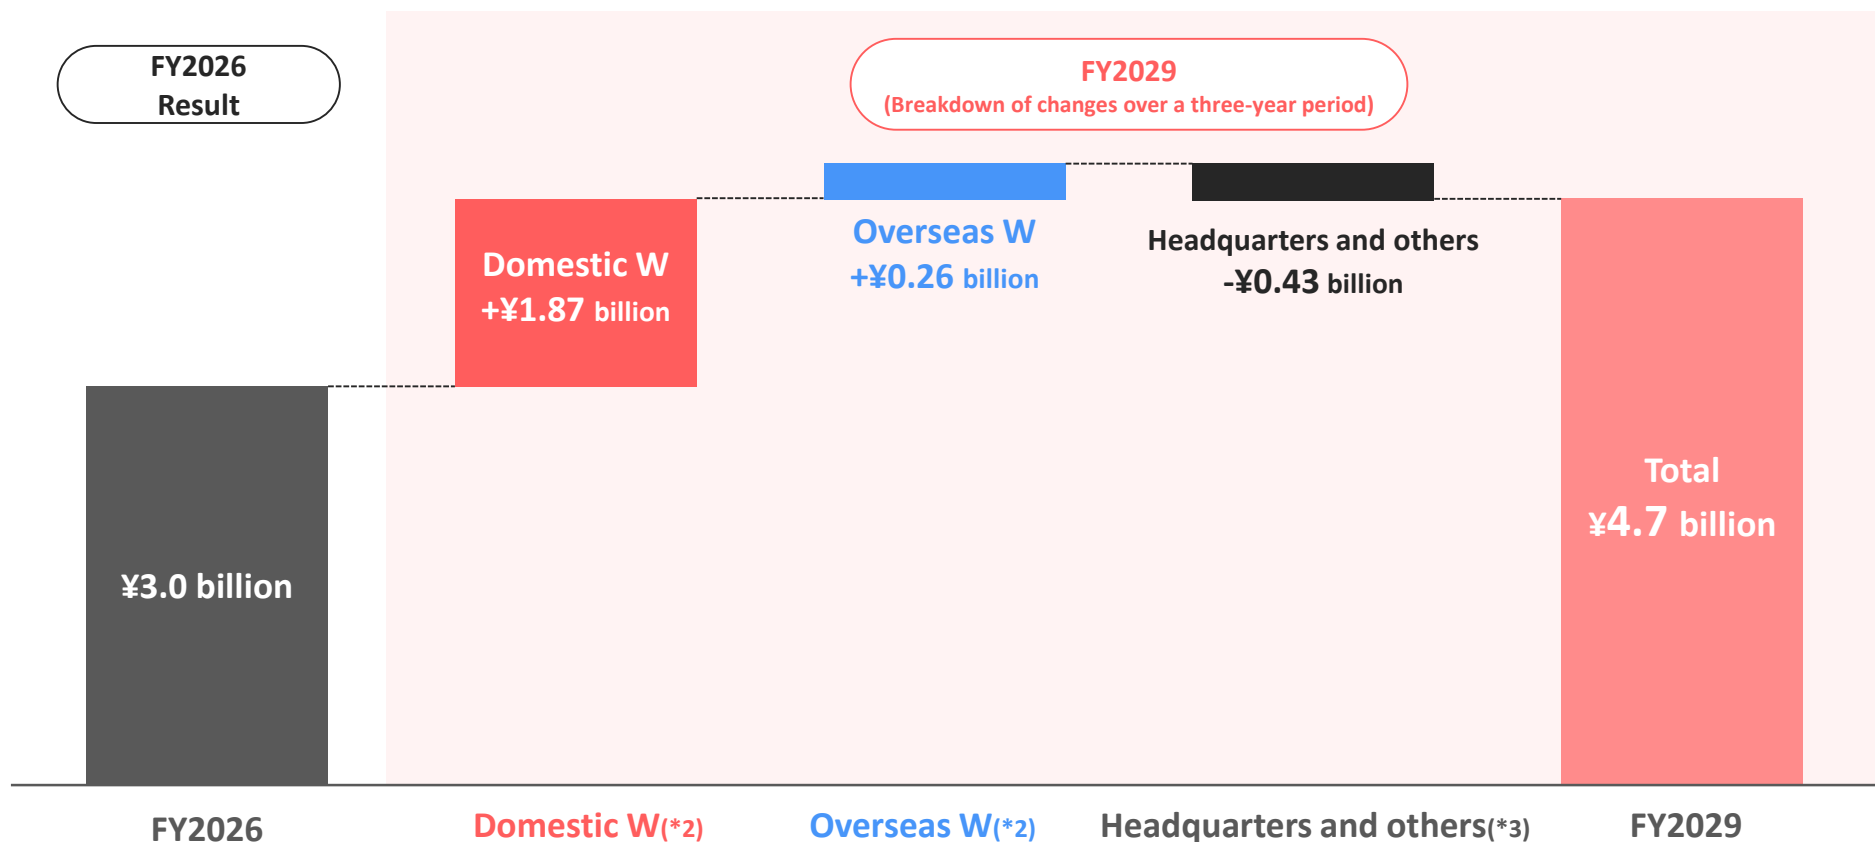 FY2026
Result
FY2029
(Breakdown of changes over a three-year period)
Domestic W
+¥1.87 billion
Overseas W
+¥0.26 billion
Headquarters and others
-¥0.43 billion
¥3.0 billion
Total
¥4.7 billion
FY2026
Domestic W(*2)
Overseas W(*2)
Headquarters and others(*3)
FY2029